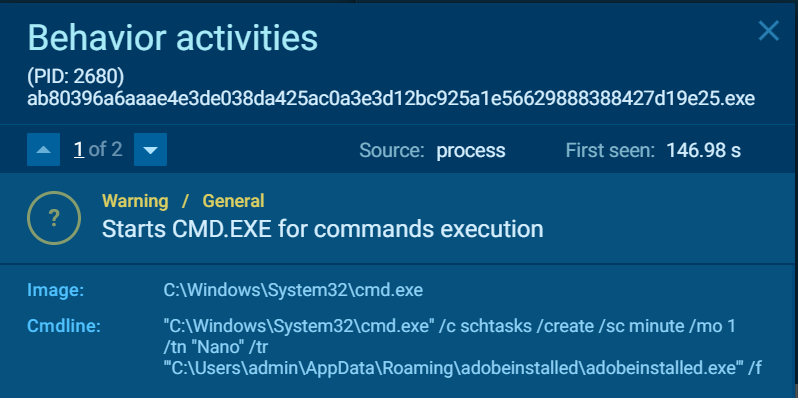 Behavior activities
(PID: 2680)
ab80396a6aaae4e3de038da425ac0a3e3d12bc925a1e56629888388427d19e25.exe
1 of 2 Source: process First seen: 146.98 s
? Warning / General
Starts CMD.EXE for commands execution
Image: C:\Windows\System32\cmd.exe
Cmdline: "C:\Windows\System32\cmd.exe" /c schtasks /create /sc minute /mo 1
/tn "Nano" /tr
"'C:\Users\admin\AppData\Roaming\adobeinstalled\adobeinstalled.exe'" /f